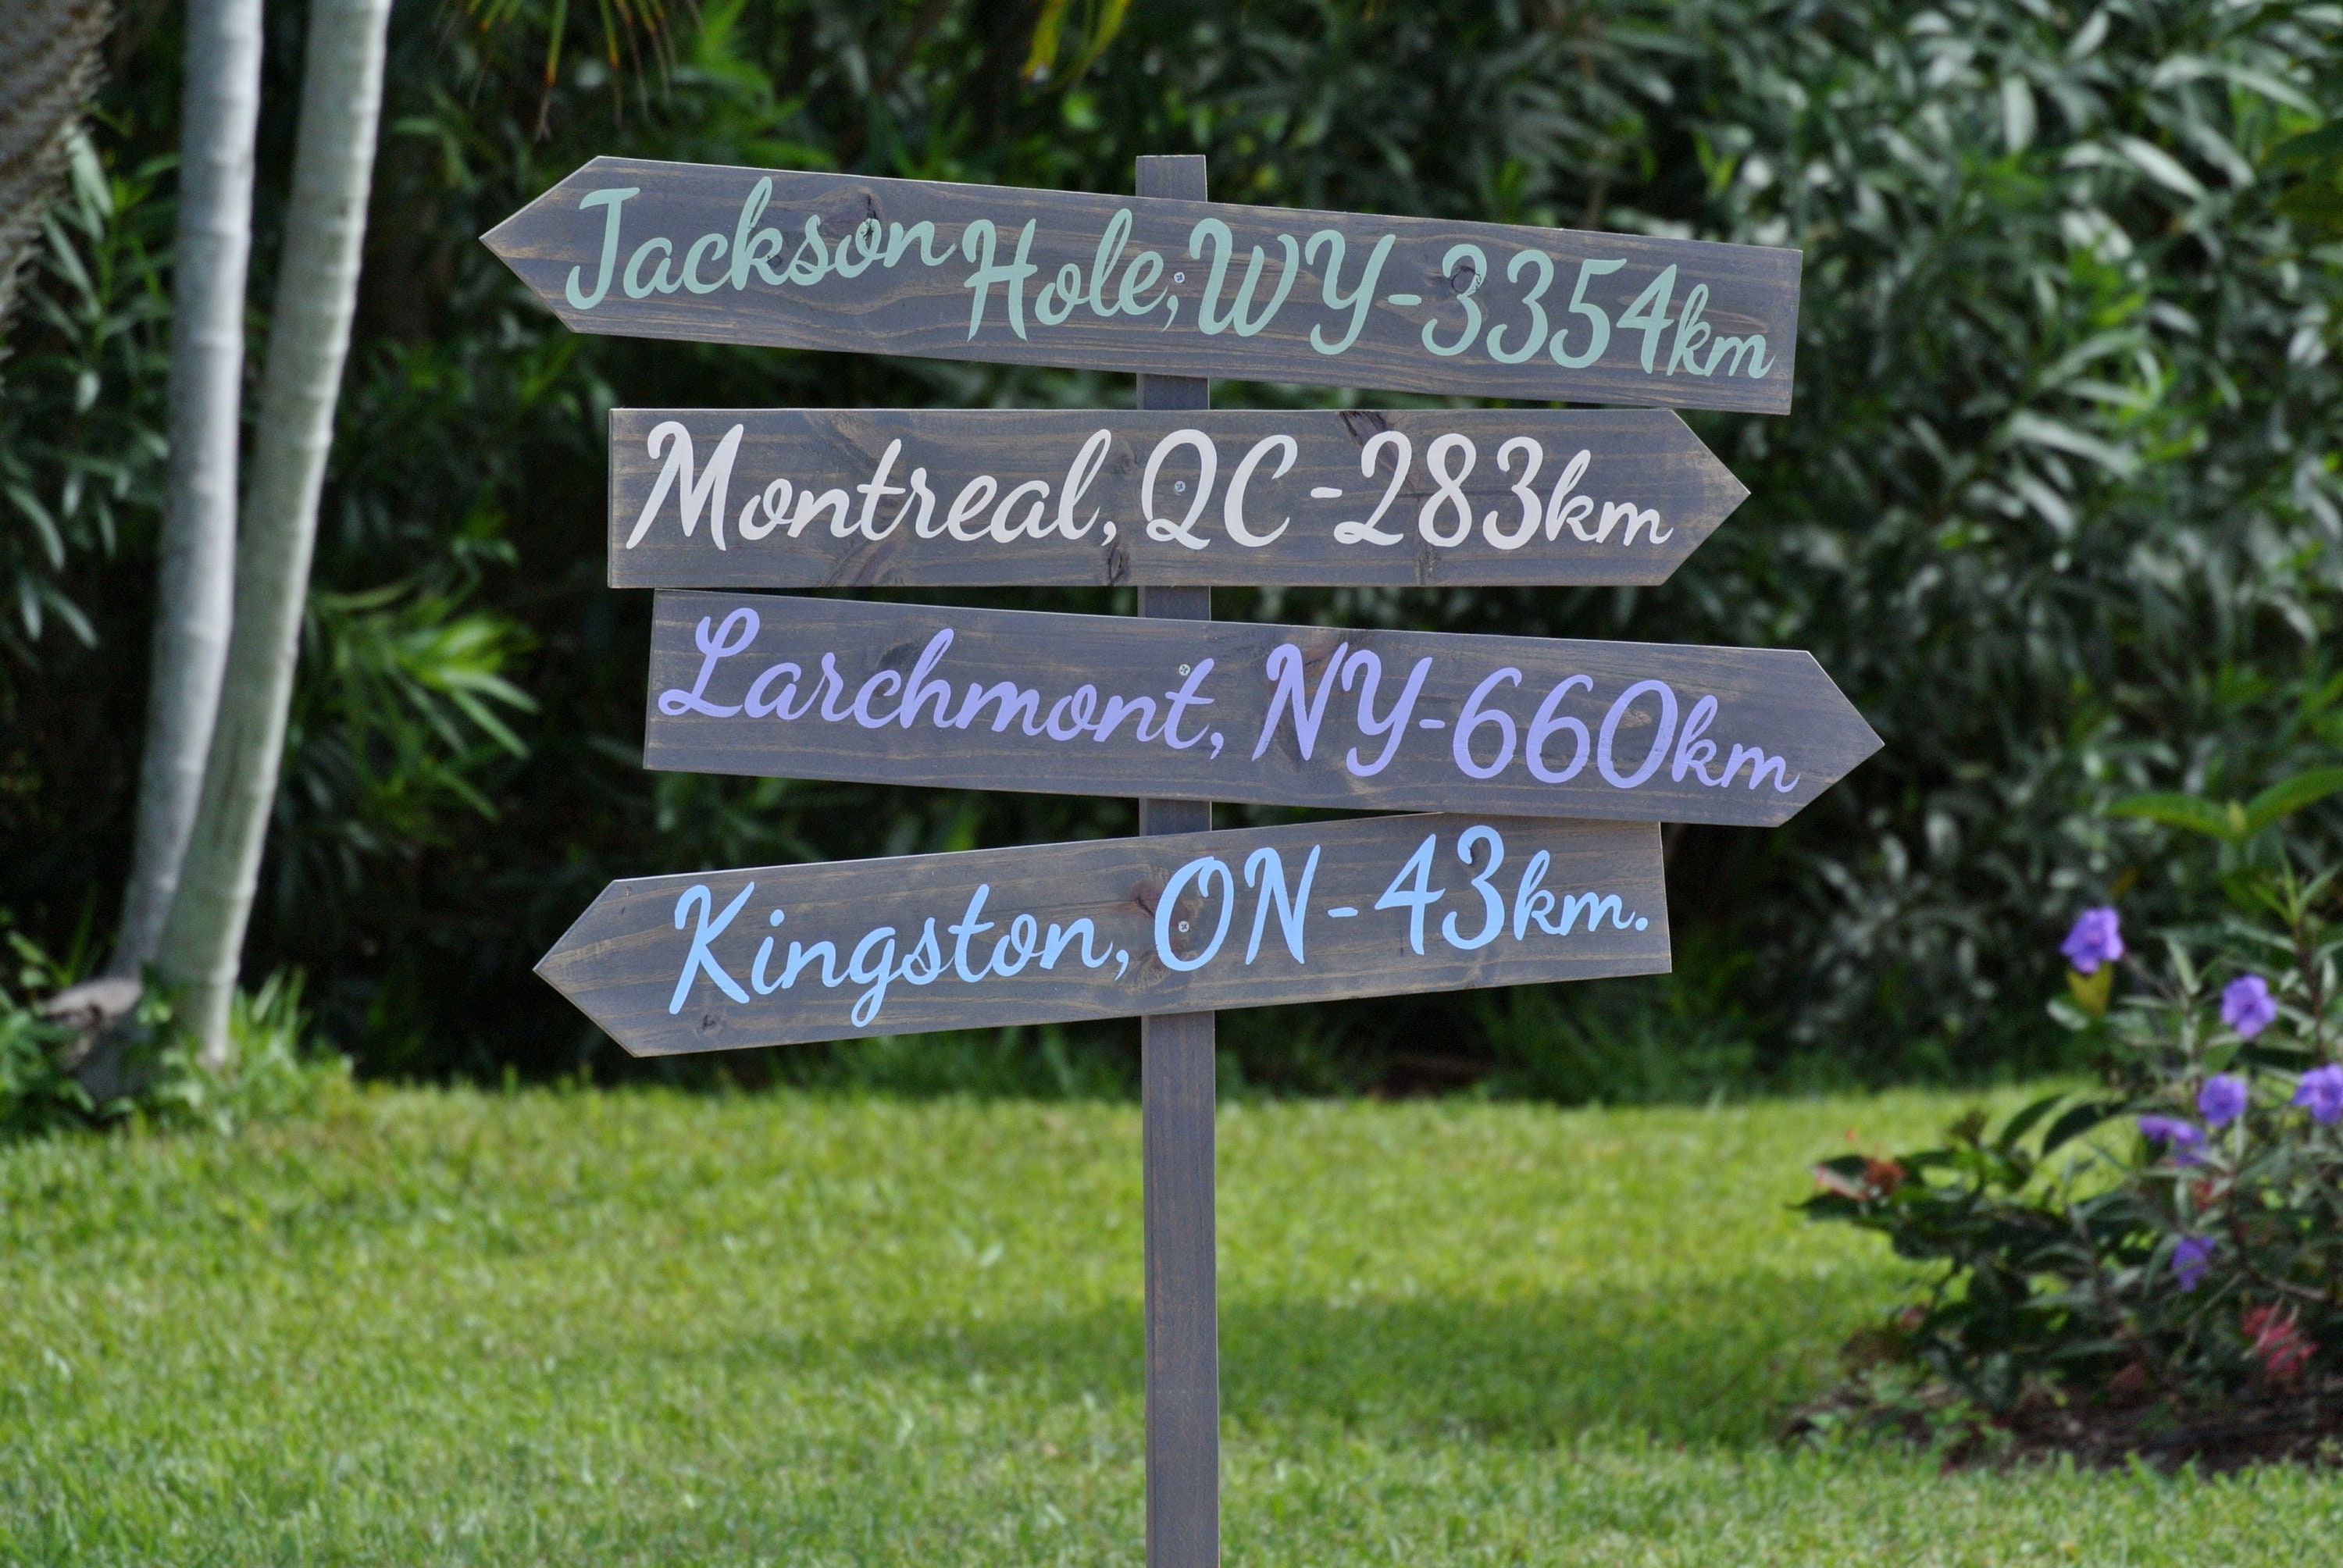 Jackson Hole, WY - 3354km
Montreal, QC - 283km
Larchmont, NY - 660km
Kingston, ON - 43km.